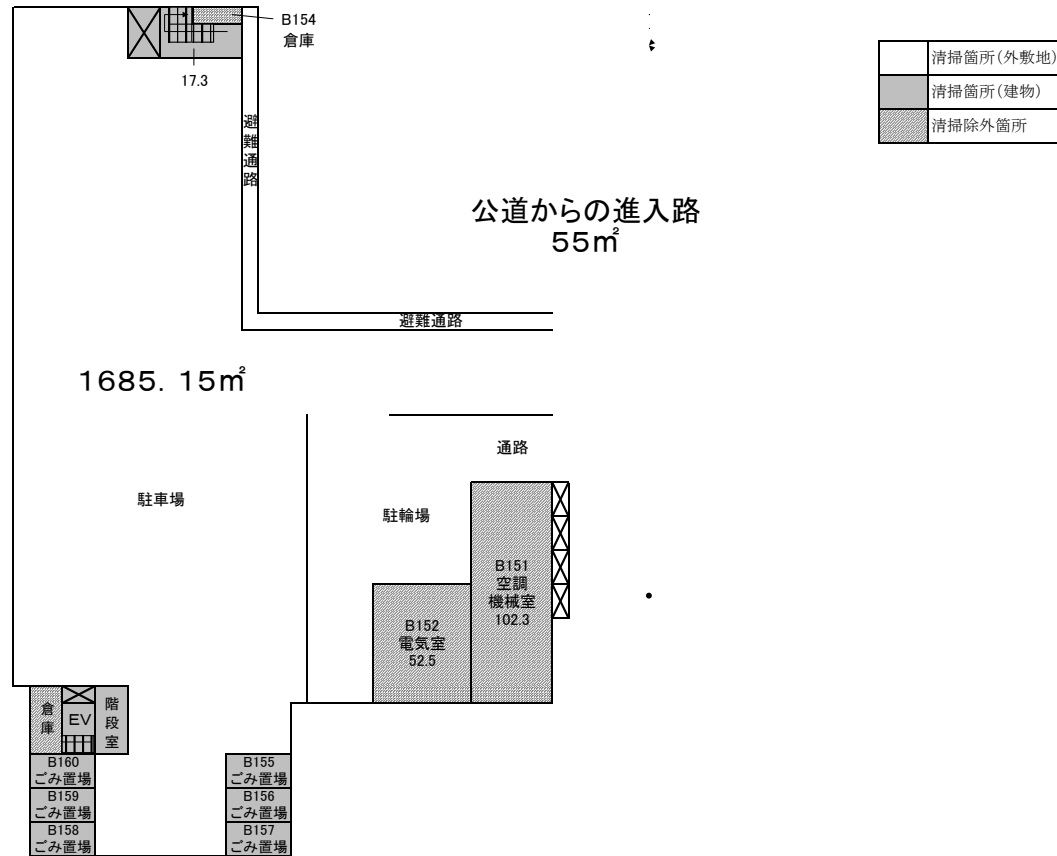 B154
倉庫
17.3
清掃箇所(外敷地)
清掃箇所(建物)
清掃除外箇所
避難通路
公道からの進入路
55㎡
避難通路
1685.15㎡
通路
駐車場
駐輪場
B151
空調
機械室
102.3
B152
電気室
52.5
倉庫
EV
階段室
B160
ごみ置場
B159
ごみ置場
B158
ごみ置場
B155
ごみ置場
B156
ごみ置場
B157
ごみ置場